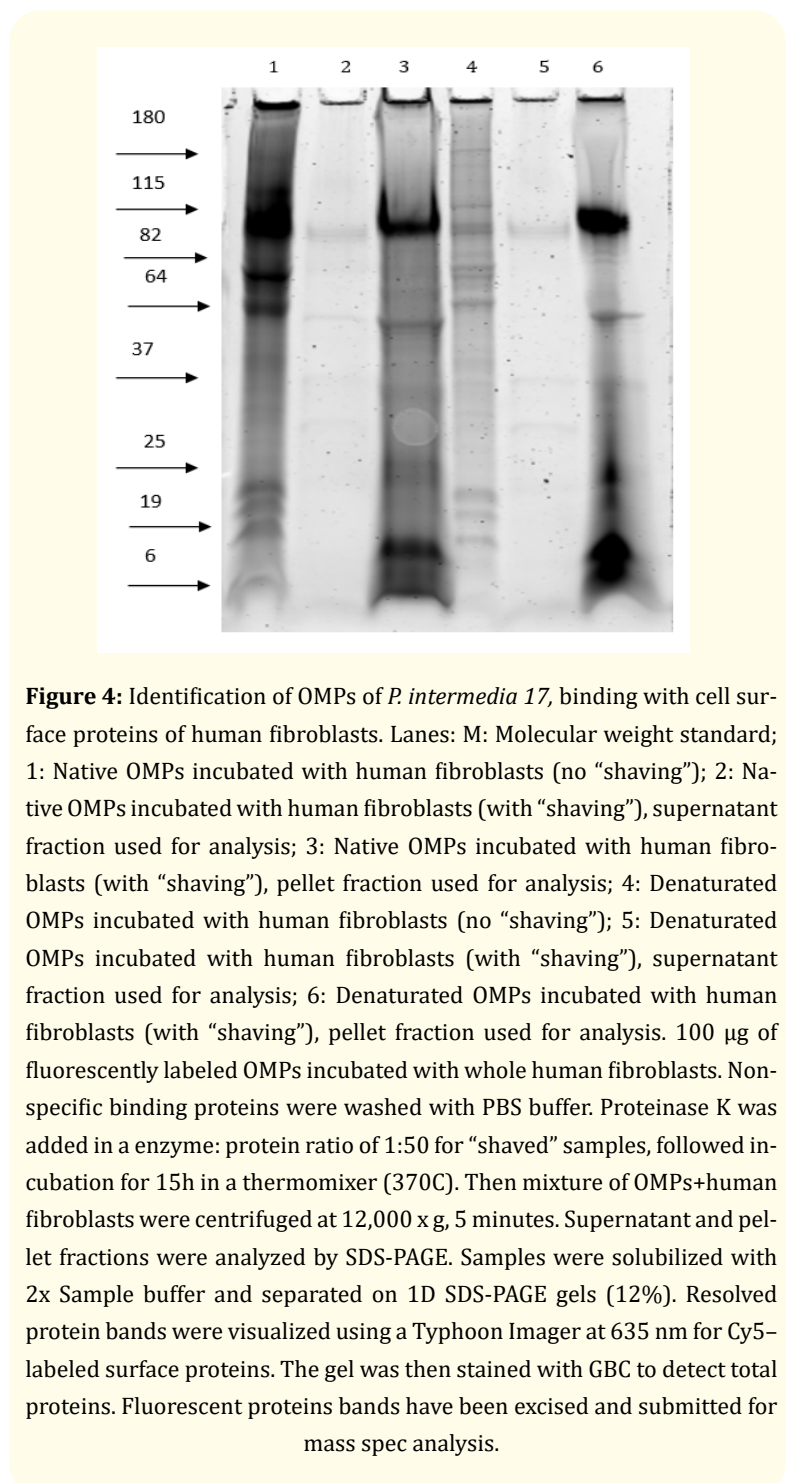 1 2 3 4 5 6
180
115
82
64
37
25
19
6
Figure 4: Identification of OMPs of P. intermedia 17, binding with cell sur-
face proteins of human fibroblasts. Lanes: M: Molecular weight standard;
1: Native OMPs incubated with human fibroblasts (no “shaving”); 2: Na-
tive OMPs incubated with human fibroblasts (with “shaving”), supernatant
fraction used for analysis; 3: Native OMPs incubated with human fibro-
blasts (with “shaving”), pellet fraction used for analysis; 4: Denaturated
OMPs incubated with human fibroblasts (no “shaving”); 5: Denaturated
OMPs incubated with human fibroblasts (with “shaving”), supernatant
fraction used for analysis; 6: Denaturated OMPs incubated with human
fibroblasts (with “shaving”), pellet fraction used for analysis. 100 µg of
fluorescently labeled OMPs incubated with whole human fibroblasts. Non-
specific binding proteins were washed with PBS buffer. Proteinase K was
added in a enzyme: protein ratio of 1:50 for “shaved” samples, followed in-
cubation for 15h in a thermomixer (370C). Then mixture of OMPs+human
fibroblasts were centrifuged at 12,000 x g, 5 minutes. Supernatant and pel-
let fractions were analyzed by SDS-PAGE. Samples were solubilized with
2x Sample buffer and separated on 1D SDS-PAGE gels (12%). Resolved
protein bands were visualized using a Typhoon Imager at 635 nm for Cy5–
labeled surface proteins. The gel was then stained with GBC to detect total
proteins. Fluorescent proteins bands have been excised and submitted for
mass spec analysis.